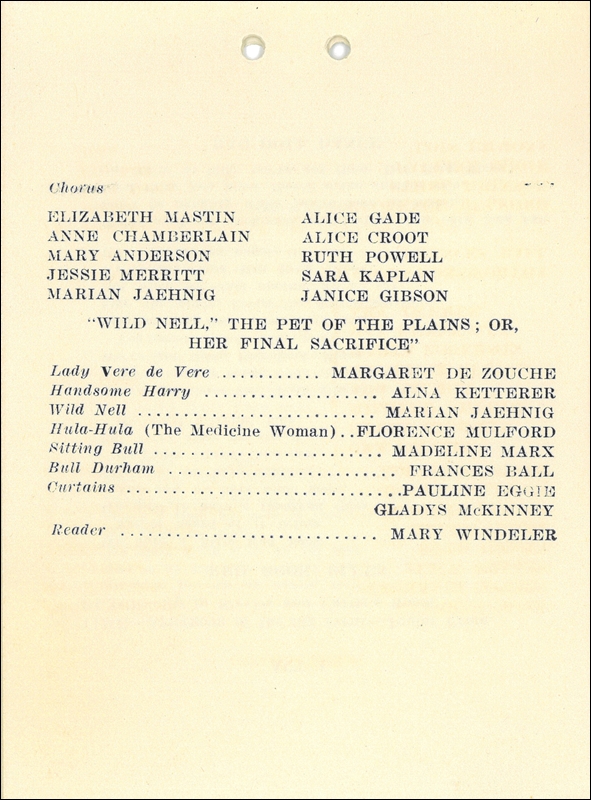 Chorus
ELIZABETH MASTIN ALICE GADE
ANNE CHAMBERLAIN ALICE CROOT
MARY ANDERSON RUTH POWELL
JESSIE MERRITT SARA KAPLAN
MARIAN JAEHNIG JANICE GIBSON
"WILD NELL," THE PET OF THE PLAINS; OR,
HER FINAL SACRIFICE"
Lady Vere de Vere ........... MARGARET DE ZOUCHE
Handsome Harry ................... ALNA KETTERER
Wild Nell ........................ MARIAN JAEHNIG
Hula-Hula (The Medicine Woman)..FLORENCE MULFORD
Sitting Bull ........................ MADELINE MARX
Bull Durham ....................... FRANCES BALL
Curtains ............................PAULINE EGGIE
GLADYS McKINNEY
Reader ........................... MARY WINDELER